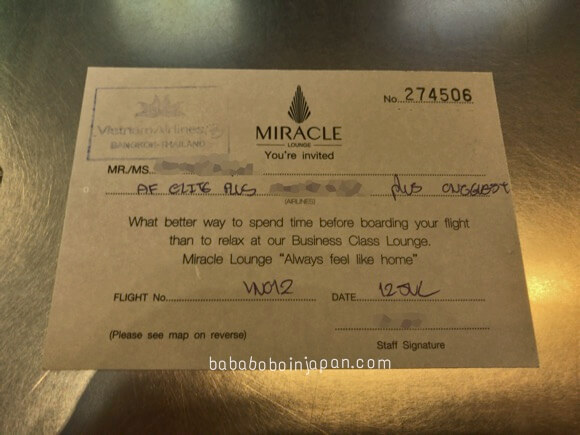 No. 274506
Vietnam Airlines
BANGKOK-THAILAND
MIRACLE
LOUNGE
You're invited
MR./MS.
AF ELITE PLUS plus
(AIRLINES)
What better way to spend time before boarding your flight
than to relax at our Business Class Lounge.
Miracle Lounge "Always feel like home"
FLIGHT No. DATE 12 JUL
(Please see map on reverse)
Staff Signature
bababoboinjapan.com